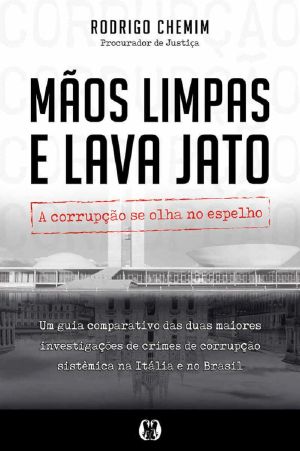 CORRUPÇÃO
RODRIGO CHEMIM
Procurador de Justiça
MÃOS LIMPAS
E LAVA JATO
A corrupção se olha no espelho
Um guia comparativo das duas maiores
investigações de crimes de corrupção
sistêmica na Itália e no Brasil